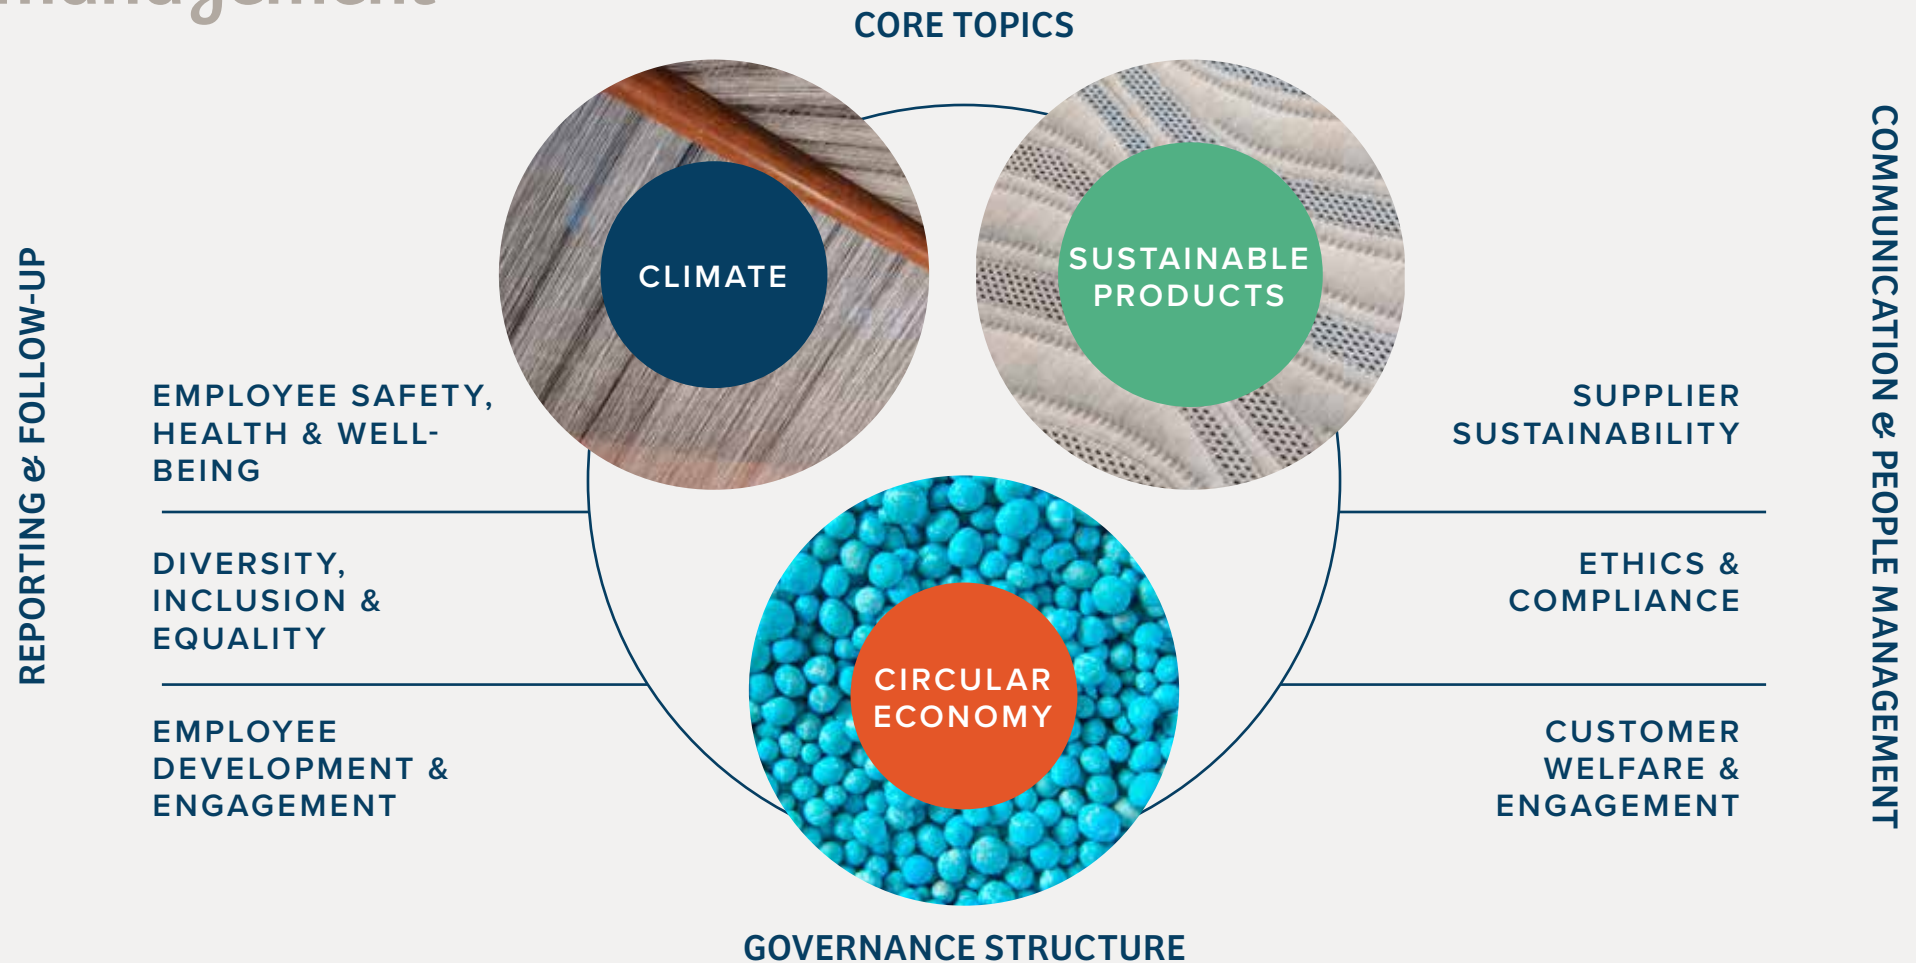 management
CORE TOPICS
REPORTING & FOLLOW-UP
CLIMATE
SUSTAINABLE
PRODUCTS
CIRCULAR
ECONOMY
EMPLOYEE SAFETY,
HEALTH & WELL-
BEING
DIVERSITY,
INCLUSION &
EQUALITY
EMPLOYEE
DEVELOPMENT &
ENGAGEMENT
SUPPLIER
SUSTAINABILITY
ETHICS &
COMPLIANCE
CUSTOMER
WELFARE &
ENGAGEMENT
COMMUNICATION & PEOPLE MANAGEMENT
GOVERNANCE STRUCTURE